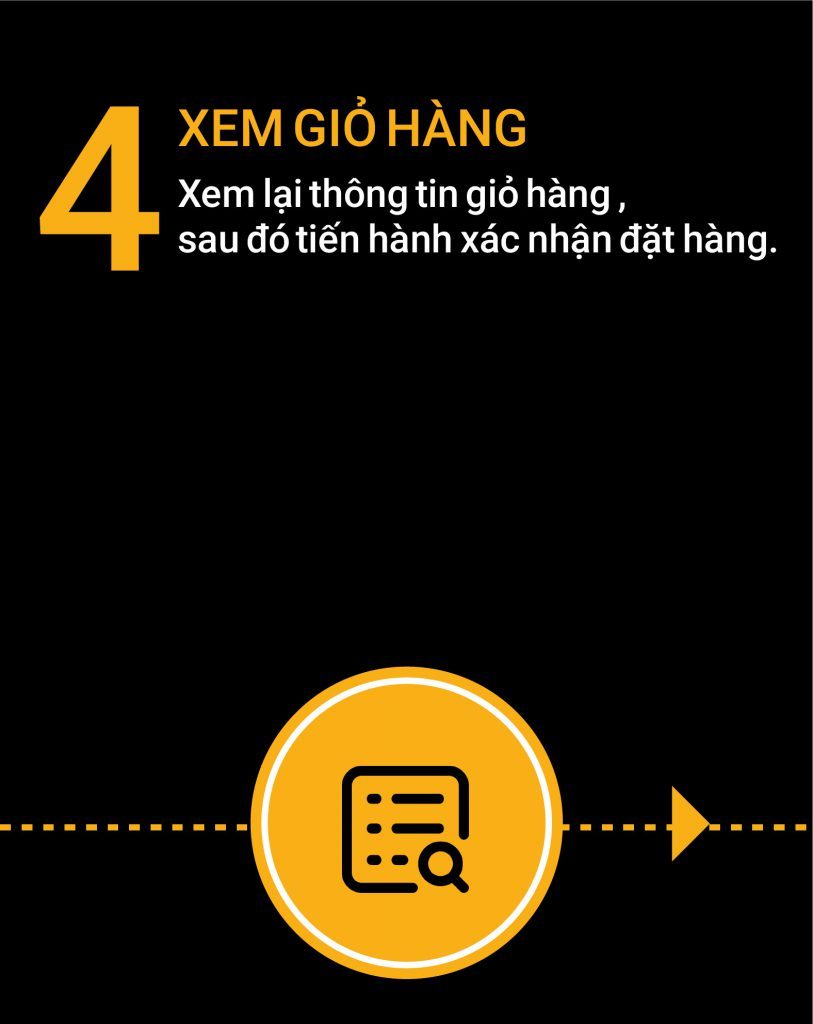 4
XEM GIỎ HÀNG
Xem lại thông tin giỏ hàng ,
sau đó tiến hành xác nhận đặt hàng.